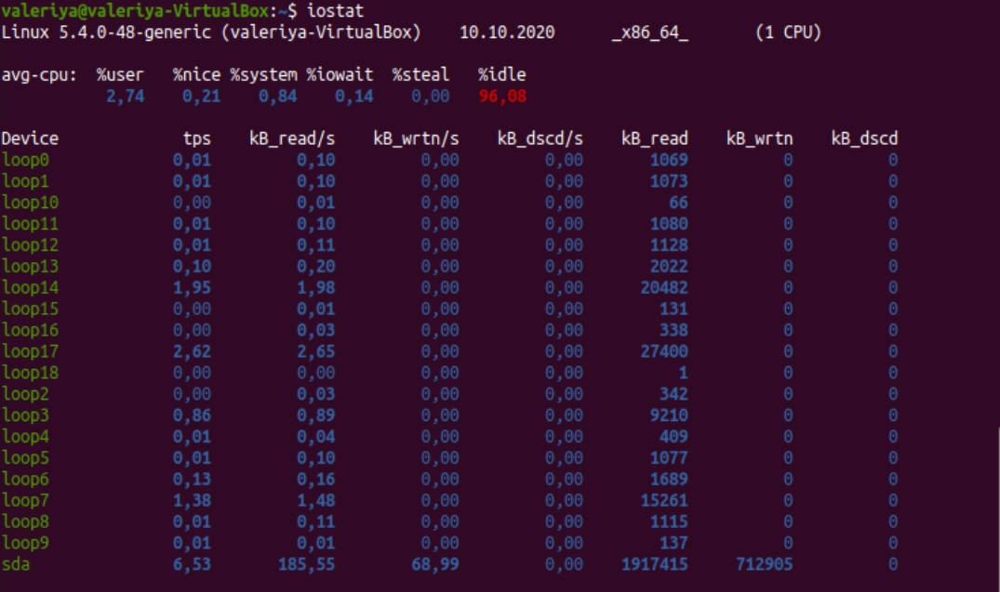 valeriya@valeriya-VirtualBox:~$ iostat
Linux 5.4.0-48-generic (valeriya-VirtualBox) 10.10.2020 _x86_64_ (1 CPU)
avg-cpu: %user %nice %system %iowait %steal %idle
2,74 0,21 0,84 0,14 0,00 96,08
Device tps kB_read/s kB_wrtn/s kB_dscd/s kB_read kB_wrtn kB_dscd
loop0 0,01 0,10 0,00 0,00 1069 0 0
loop1 0,01 0,10 0,00 0,00 1073 0 0
loop10 0,00 0,01 0,00 0,00 66 0 0
loop11 0,01 0,10 0,00 0,00 1080 0 0
loop12 0,01 0,11 0,00 0,00 1128 0 0
loop13 0,10 0,20 0,00 0,00 2022 0 0
loop14 1,95 1,98 0,00 0,00 20482 0 0
loop15 0,00 0,01 0,00 0,00 131 0 0
loop16 0,00 0,03 0,00 0,00 338 0 0
loop17 2,62 2,65 0,00 0,00 27400 0 0
loop18 0,00 0,00 0,00 0,00 1 0 0
loop2 0,00 0,03 0,00 0,00 342 0 0
loop3 0,86 0,89 0,00 0,00 9210 0 0
loop4 0,01 0,04 0,00 0,00 409 0 0
loop5 0,01 0,10 0,00 0,00 1077 0 0
loop6 0,13 0,16 0,00 0,00 1689 0 0
loop7 1,38 1,48 0,00 0,00 15261 0 0
loop8 0,01 0,11 0,00 0,00 1115 0 0
loop9 0,01 0,01 0,00 0,00 137 0 0
sda 6,53 185,55 68,99 0,00 1917415 712905 0